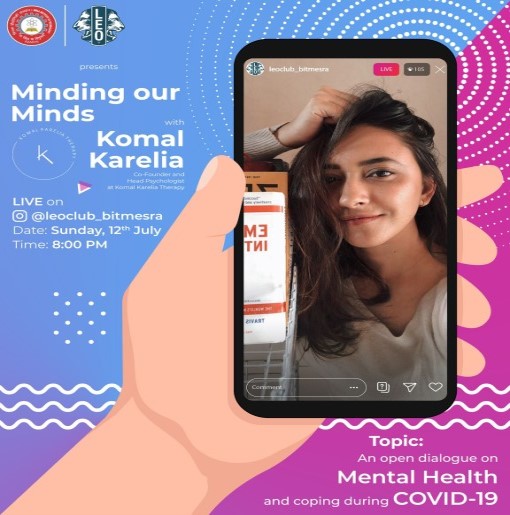 LEO
presents
Minding our
Minds
with
Komal
Karelia
KOMAL KARELIA THERAPY
k
Co-Founder and
Head Psychologist
at Komal Karelia Therapy
LIVE on
@leoclub_bitmesra
Date: Sunday, 12th July
Time: 8:00 PM
leoclub_bitmesra
LIVE
105
Comment
Topic:
An open dialogue on
Mental Health
and coping during COVID-19